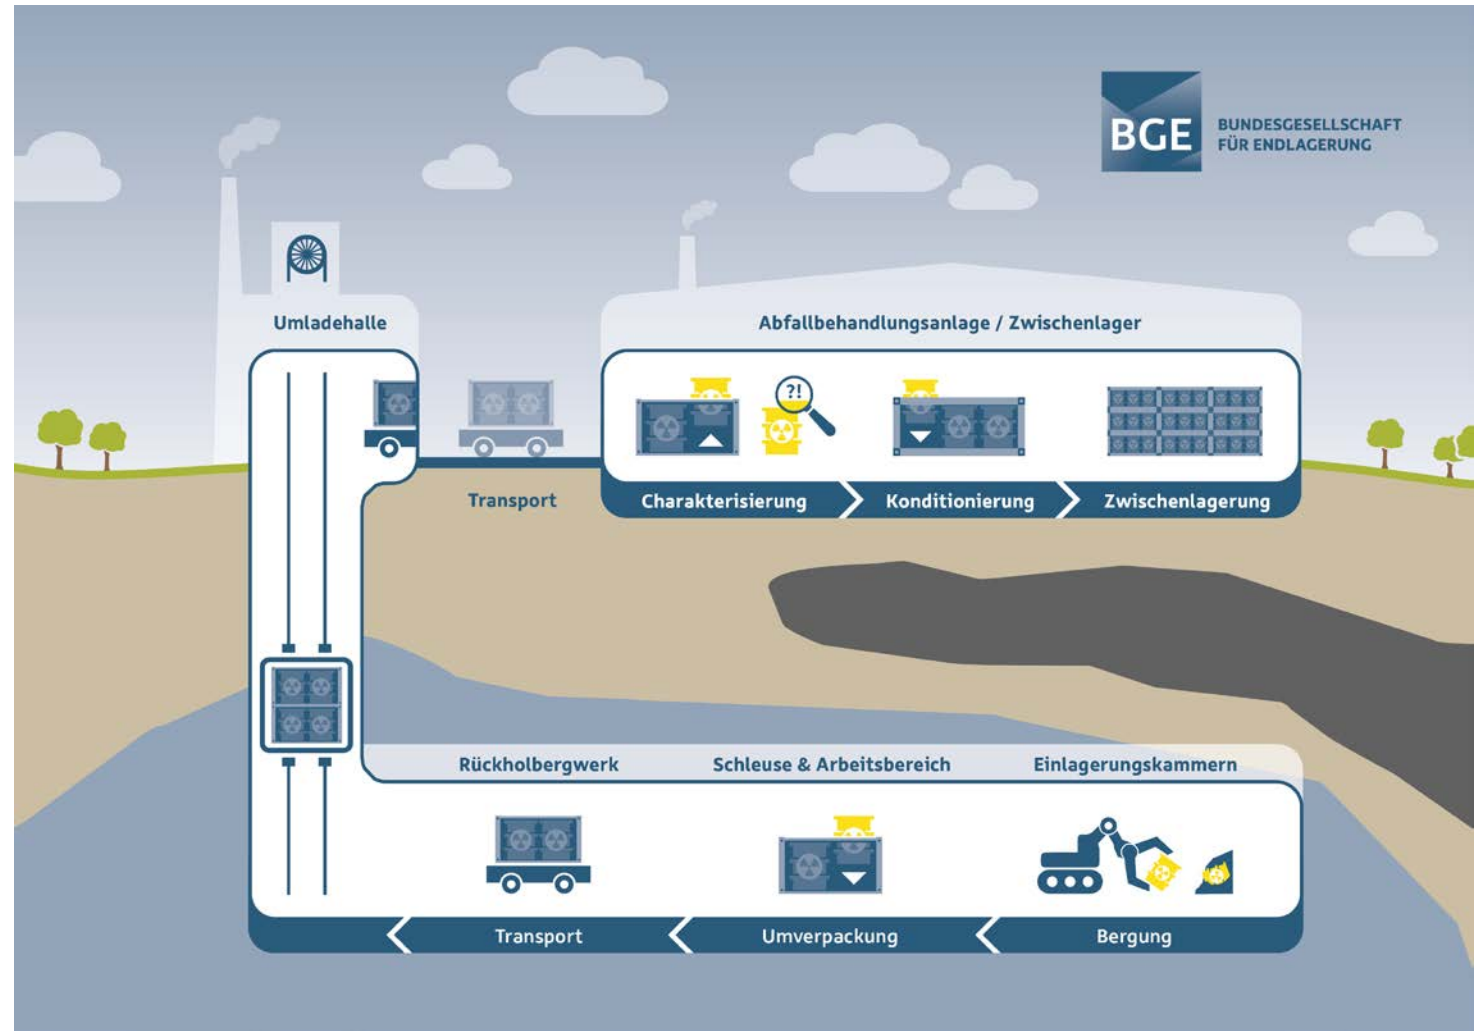 BGE
BUNDESGESELLSCHAFT
FÜR ENDLAGERUNG
Umladehalle
Abfallbehandlungsanlage / Zwischenlager
?!
Transport
Charakterisierung
Konditionierung
Zwischenlagerung
Rückholbergwerk
Schleuse & Arbeitsbereich
Einlagerungskammern
Transport
Umverpackung
Bergung